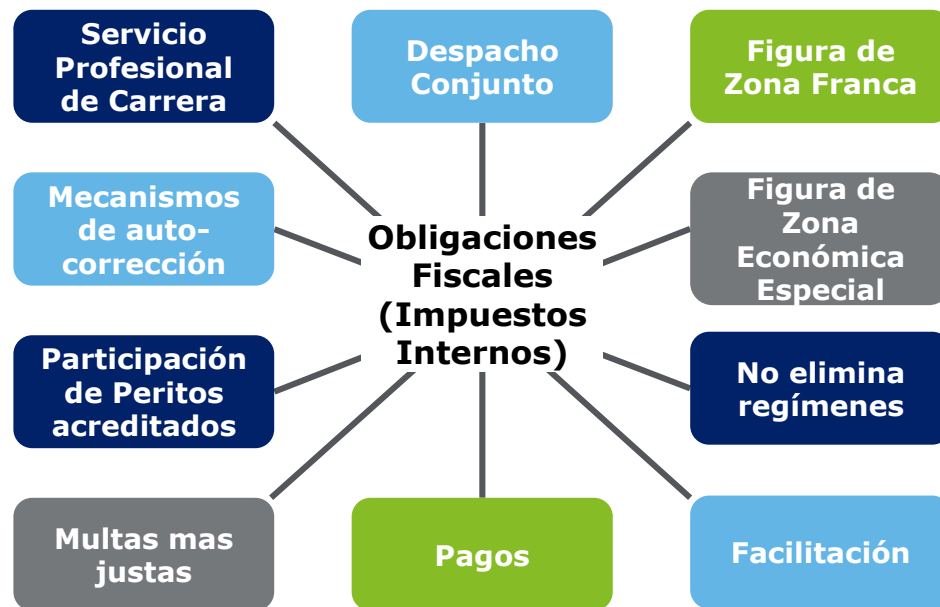 Servicio
Profesional
de Carrera
Despacho
Conjunto
Figura de
Zona Franca
Mecanismos
de auto-
corrección
Figura de
Zona
Económica
Especial
Obligaciones
Fiscales
(Impuestos
Internos)
Participación
de Peritos
acreditados
No elimina
regímenes
Multas mas
justas
Pagos
Facilitación